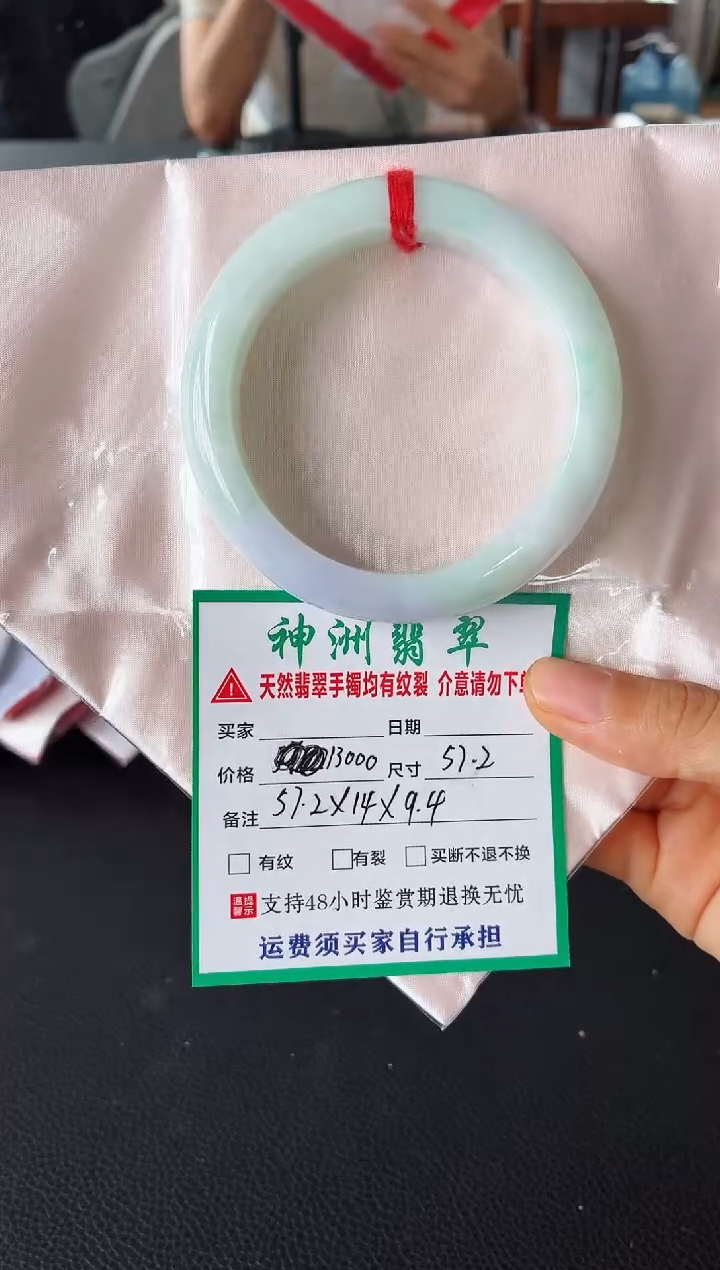 神洲翡翠
天然翡翠手镯均有纹裂 介意请勿下单
买家 日期
价格 13000 尺寸 57.2
备注 57.2X14X9.4
有纹 有裂 买断不退不换
温馨提示 支持48小时鉴赏期退换无忧
运费须买家自行承担